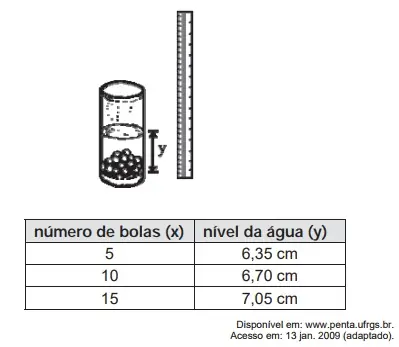 y
número de bolas (x) nível da água (y)
5 6,35 cm
10 6,70 cm
15 7,05 cm
Disponível em: www.penta.ufrgs.br.
Acesso em: 13 jan. 2009 (adaptado).